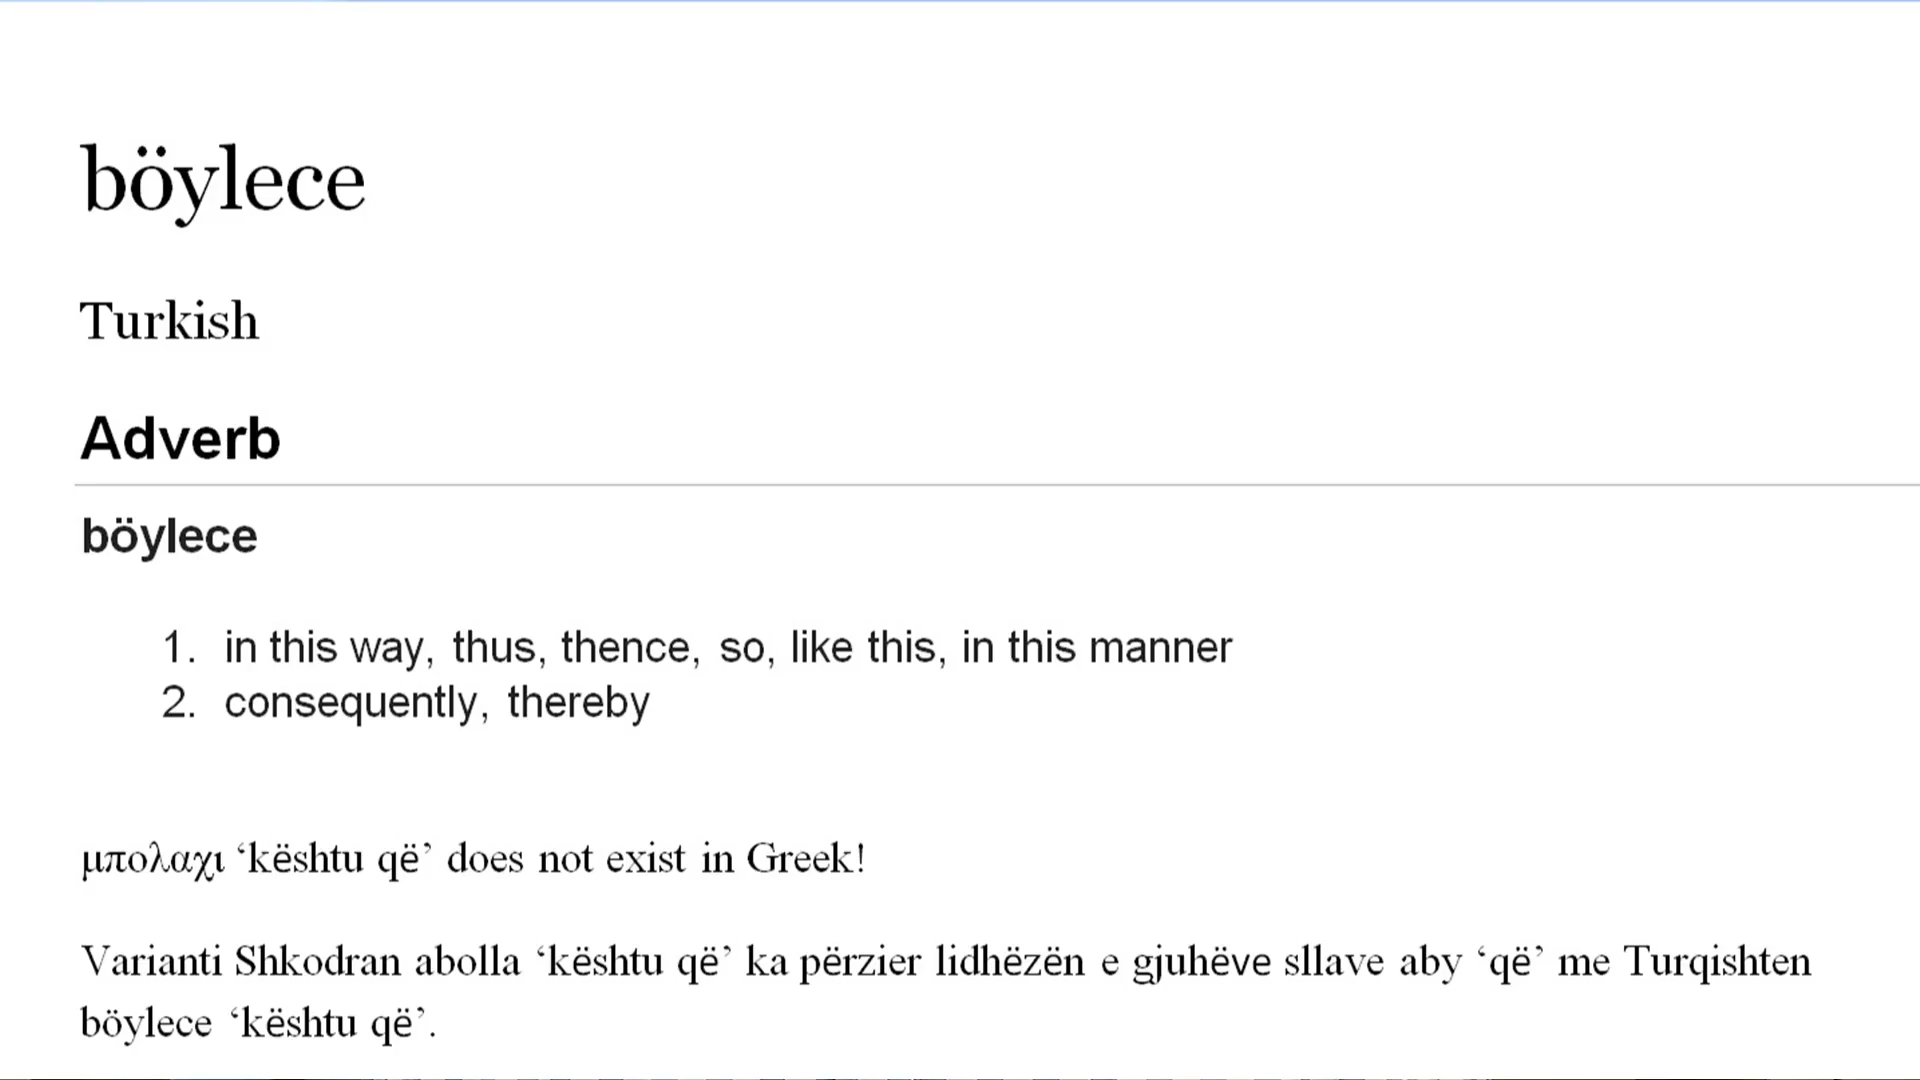 böylece
Turkish
Adverb
böylece
1. in this way, thus, thence, so, like this, in this manner
2. consequently, thereby
μπολαχι ‘kështu që’ does not exist in Greek!
Varianti Shkodran abolla ‘kështu që’ ka përzier lidhëzën e gjuhëve sllave aby ‘që’ me Turqishten
böylece ‘kështu që’.